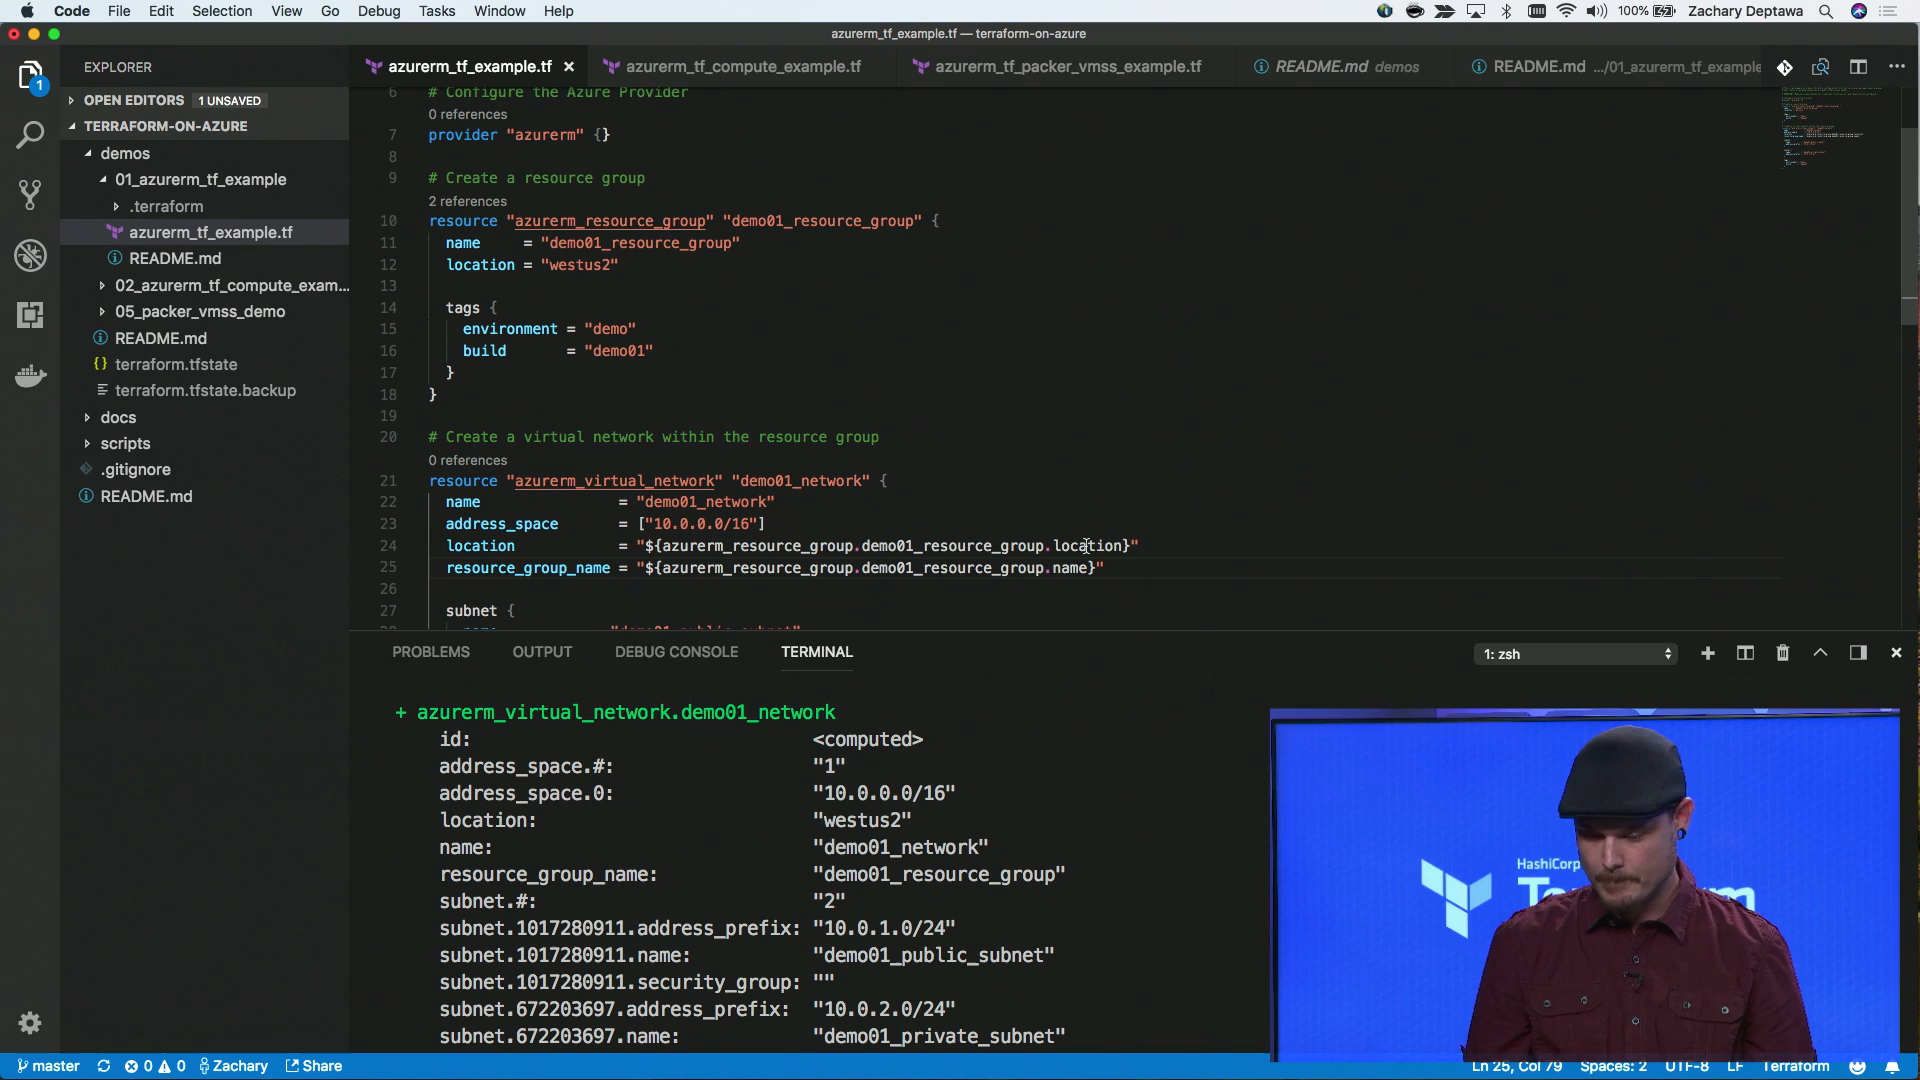 Code File Edit Selection View Go Debug Tasks Window Help
100% Zachary Deptawa
azurerm_tf_example.tf — terraform-on-azure
EXPLORER
1
OPEN EDITORS 1 UNSAVED
TERRAFORM-ON-AZURE
demos
01_azurerm_tf_example
.terraform
azurerm_tf_example.tf
README.md
02_azurerm_tf_compute_exam...
05_packer_vmss_demo
README.md
{} terraform.tfstate
terraform.tfstate.backup
docs
scripts
.gitignore
README.md
azurerm_tf_example.tf azurerm_tf_compute_example.tf azurerm_tf_packer_vmss_example.tf README.md demos README.md .../01_azurerm_tf_example
6 # Configure the Azure Provider
0 references
7 provider "azurerm" {}
8
9 # Create a resource group
2 references
10 resource "azurerm_resource_group" "demo01_resource_group" {
11 name = "demo01_resource_group"
12 location = "westus2"
13
14 tags {
15 environment = "demo"
16 build = "demo01"
17 }
18 }
19
20 # Create a virtual network within the resource group
0 references
21 resource "azurerm_virtual_network" "demo01_network" {
22 name = "demo01_network"
23 address_space = ["10.0.0.0/16"]
24 location = "${azurerm_resource_group.demo01_resource_group.location}"
25 resource_group_name = "${azurerm_resource_group.demo01_resource_group.name}"
26
27 subnet {
PROBLEMS OUTPUT DEBUG CONSOLE TERMINAL
1: zsh
+ azurerm_virtual_network.demo01_network
id: <computed>
address_space.#: "1"
address_space.0: "10.0.0.0/16"
location: "westus2"
name: "demo01_network"
resource_group_name: "demo01_resource_group"
subnet.#: "2"
subnet.1017280911.address_prefix: "10.0.1.0/24"
subnet.1017280911.name: "demo01_public_subnet"
subnet.1017280911.security_group: ""
subnet.672203697.address_prefix: "10.0.2.0/24"
subnet.672203697.name: "demo01_private_subnet"
HashiCorp
master 0 0 Zachary Share
Ln 25, Col 79 Spaces: 2 UTF-8 LF Terraform